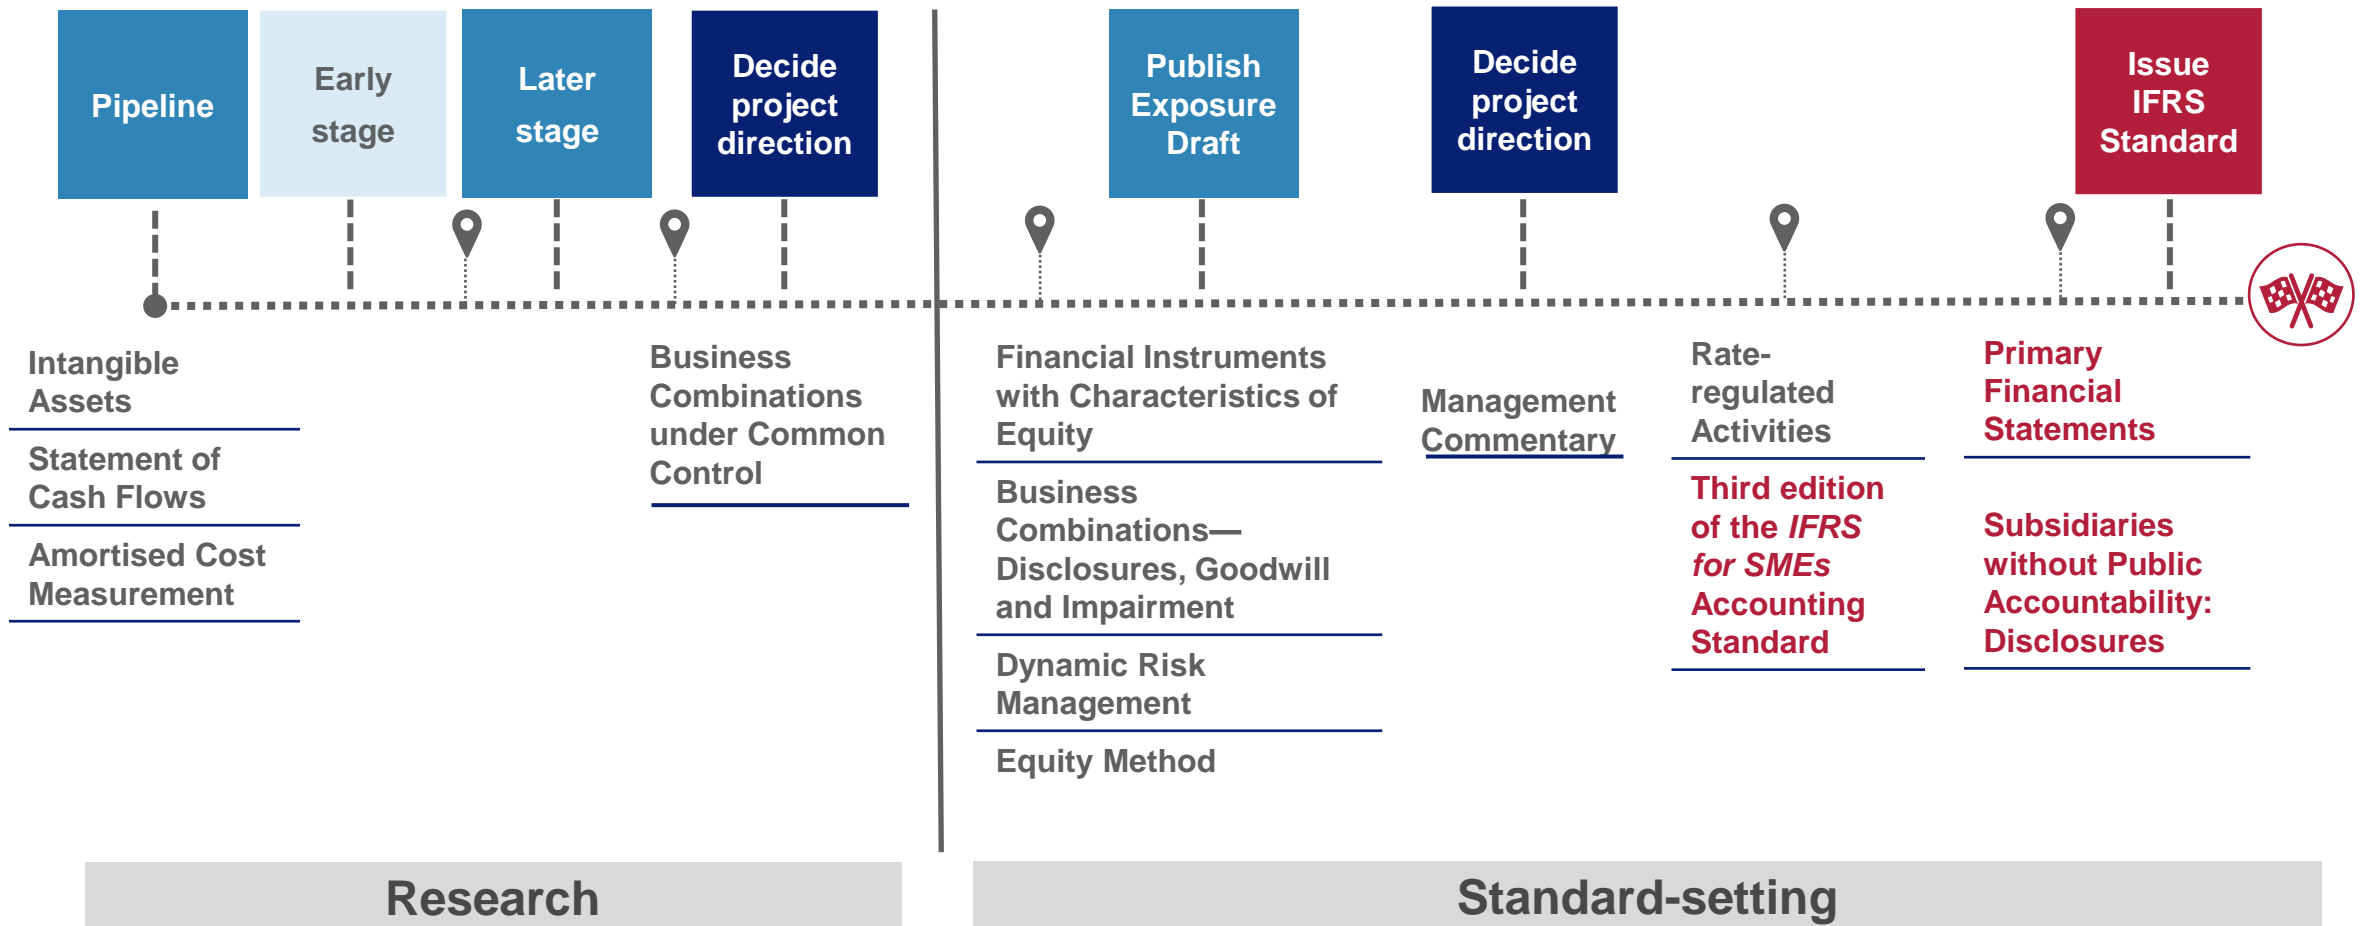 Pipeline
Early
stage
Later
stage
Decide
project
direction
Publish
Exposure
Draft
Decide
project
direction
Issue
IFRS
Standard
Intangible
Assets
Statement of
Cash Flows
Amortised Cost
Measurement
Business
Combinations
under Common
Control
Financial Instruments
with Characteristics of
Equity
Business
Combinations—
Disclosures, Goodwill
and Impairment
Dynamic Risk
Management
Equity Method
Management
Commentary
Rate-
regulated
Activities
Third edition
of the IFRS
for SMEs
Accounting
Standard
Primary
Financial
Statements
Subsidiaries
without Public
Accountability:
Disclosures
Research
Standard-setting